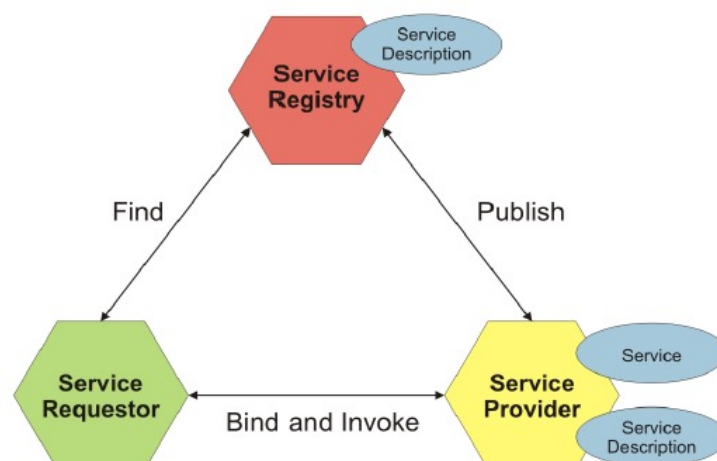 Service
Description
Service
Registry
Find
Publish
Service
Requestor
Bind and Invoke
Service
Provider
Service
Service
Description